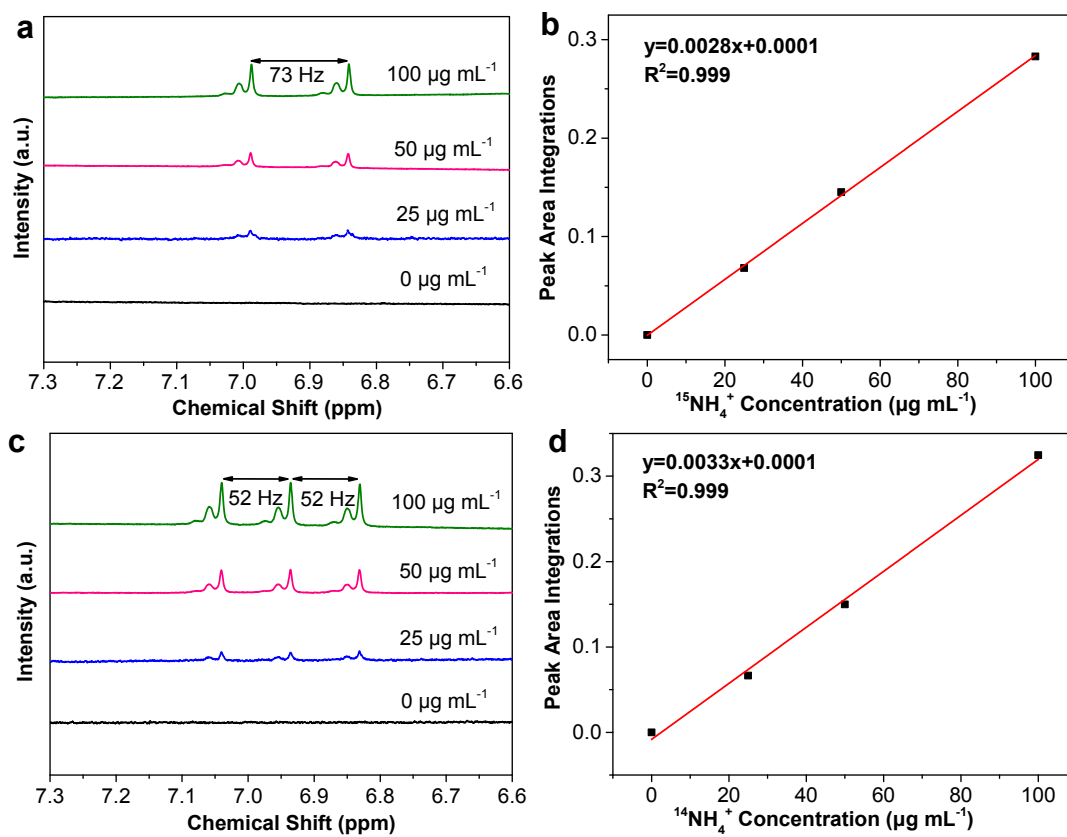 a
100 µg mL⁻¹
73 Hz
50 µg mL⁻¹
25 µg mL⁻¹
0 µg mL⁻¹
Intensity (a.u.)
7.3 7.2 7.1 7.0 6.9 6.8 6.7 6.6
Chemical Shift (ppm)
b
y=0.0028x+0.0001
R²=0.999
Peak Area Integrations
0.3
0.2
0.1
0.0
0 20 40 60 80 100
¹⁵NH₄⁺ Concentration (µg mL⁻¹)
c
100 µg mL⁻¹
52 Hz 52 Hz
50 µg mL⁻¹
25 µg mL⁻¹
0 µg mL⁻¹
Intensity (a.u.)
7.3 7.2 7.1 7.0 6.9 6.8 6.7 6.6
Chemical Shift (ppm)
d
y=0.0033x+0.0001
R²=0.999
Peak Area Integrations
0.3
0.2
0.1
0.0
0 20 40 60 80 100
¹⁴NH₄⁺ Concentration (µg mL⁻¹)